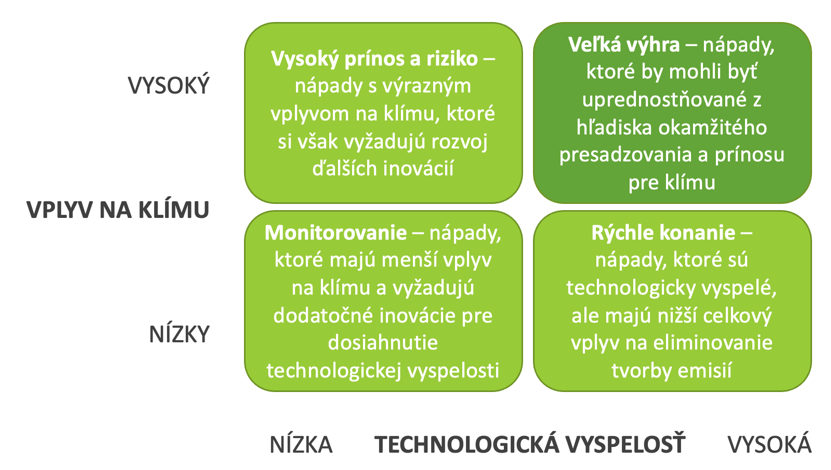 VYSOKÝ
Vysoký prínos a riziko –
nápady s výrazným
vplyvom na klímu, ktoré
si však vyžadujú rozvoj
ďalších inovácií
Veľká výhra – nápady,
ktoré by mohli byť
uprednostňované z
hľadiska okamžitého
presadzovania a prínosu
pre klímu
VPLYV NA KLÍMU
Monitorovanie – nápady,
ktoré majú menší vplyv
na klímu a vyžadujú
dodatočné inovácie pre
dosiahnutie
technologickej vyspelosti
Rýchle konanie –
nápady, ktoré sú
technologicky vyspelé,
ale majú nižší celkový
vplyv na eliminovanie
tvorby emisií
NÍZKY
NÍZKA TECHNOLOGICKÁ VYSPELOSŤ VYSOKÁ